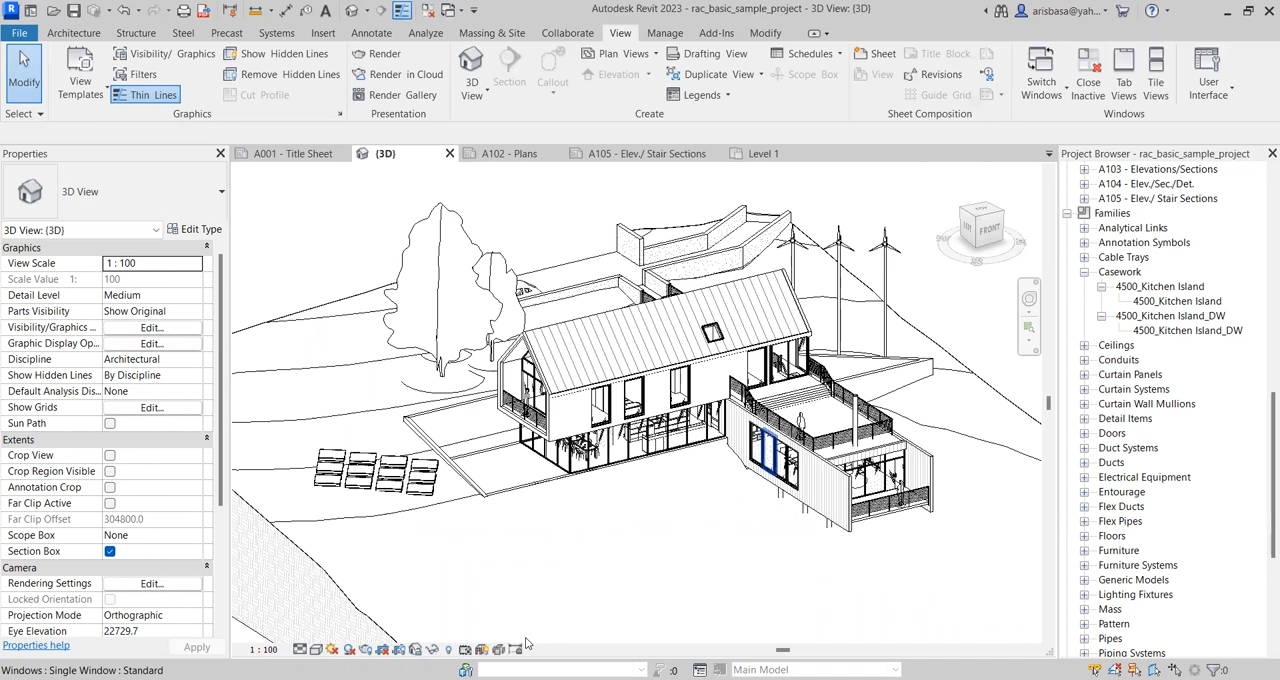 Autodesk Revit 2023 - rac_basic_sample_project - 3D View: {3D}
arisbasa@yah...
File Architecture Structure Steel Precast Systems Insert Annotate Analyze Massing & Site Collaborate View Manage Add-Ins Modify
Modify
Select
View Templates
Visibility/ Graphics
Filters
Thin Lines
Show Hidden Lines
Remove Hidden Lines
Cut Profile
Graphics
Render
Render in Cloud
Render Gallery
Presentation
3D View
Section
Callout
Plan Views
Elevation
Drafting View
Duplicate View
Legends
Schedules
Scope Box
Create
Sheet
View
Title Block
Revisions
Guide Grid
Sheet Composition
Switch Windows
Close Inactive
Tab Views
Tile Views
Windows
User Interface
Properties
3D View
3D View: {3D}
Edit Type
Graphics
View Scale 1 : 100
Scale Value 1: 100
Detail Level Medium
Parts Visibility Show Original
Visibility/Graphics ... Edit...
Graphic Display Op... Edit...
Discipline Architectural
Show Hidden Lines By Discipline
Default Analysis Dis... None
Show Grids Edit...
Sun Path
Extents
Crop View
Crop Region Visible
Annotation Crop
Far Clip Active
Far Clip Offset 304800.0
Scope Box None
Section Box
Camera
Rendering Settings Edit...
Locked Orientation
Projection Mode Orthographic
Eye Elevation 22729.7
Properties help
Apply
A001 - Title Sheet
{3D}
A102 - Plans
A105 - Elev./ Stair Sections
Level 1
FRONT
1 : 100
Project Browser - rac_basic_sample_project
A103 - Elevations/Sections
A104 - Elev./Sec./Det.
A105 - Elev./ Stair Sections
Families
Analytical Links
Annotation Symbols
Cable Trays
Casework
4500_Kitchen Island
4500_Kitchen Island
4500_Kitchen Island_DW
4500_Kitchen Island_DW
Ceilings
Conduits
Curtain Panels
Curtain Systems
Curtain Wall Mullions
Detail Items
Doors
Duct Systems
Ducts
Electrical Equipment
Entourage
Flex Ducts
Flex Pipes
Floors
Furniture
Furniture Systems
Generic Models
Lighting Fixtures
Mass
Pattern
Pipes
Piping Systems
Windows : Single Window : Standard
:0
Main Model
:0